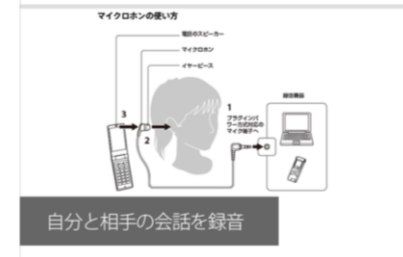 マイクロホンの使い方
電話のスピーカー
マイクロホン
イヤーピース
3
2
1
プラグインパ
ワー方式対応の
マイク端子へ
録音機器
自分と相手の会話を録音